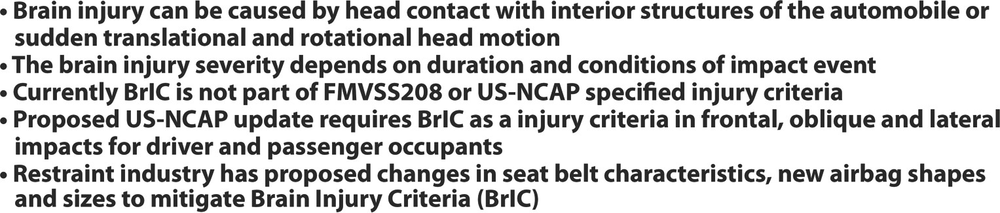 • Brain injury can be caused by head contact with interior structures of the automobile or
sudden translational and rotational head motion
• The brain injury severity depends on duration and conditions of impact event
• Currently BrIC is not part of FMVSS208 or US-NCAP specified injury criteria
• Proposed US-NCAP update requires BrIC as a injury criteria in frontal, oblique and lateral
impacts for driver and passenger occupants
• Restraint industry has proposed changes in seat belt characteristics, new airbag shapes
and sizes to mitigate Brain Injury Criteria (BrIC)